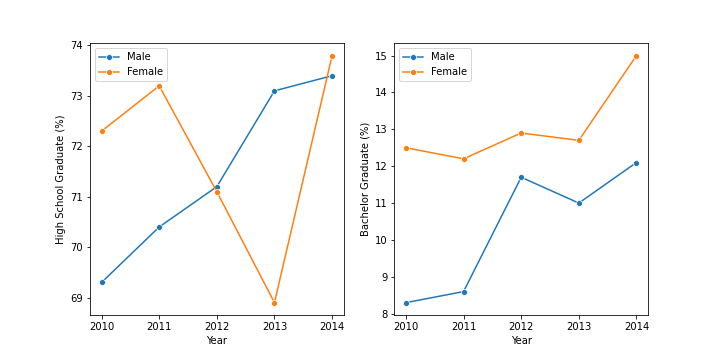 Male
Female
High School Graduate (%)
74
73
72
71
70
69
2010 2011 2012 2013 2014
Year
Male
Female
Bachelor Graduate (%)
15
14
13
12
11
10
9
8
2010 2011 2012 2013 2014
Year